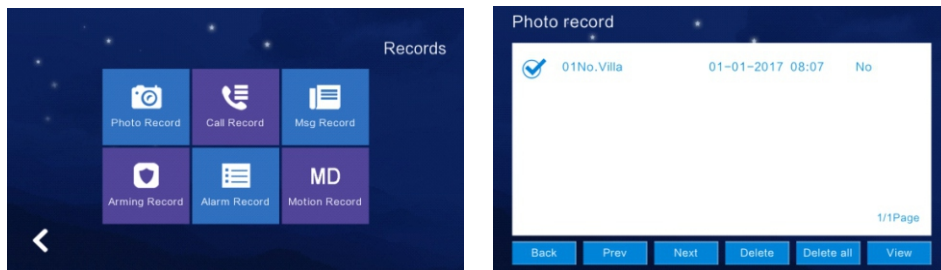 Records
Photo Record Call Record Msg Record
MD
Arming Record Alarm Record Motion Record
Photo record
01No.Villa 01-01-2017 08:07 No
1/1Page
Back Prev Next Delete Delete all View